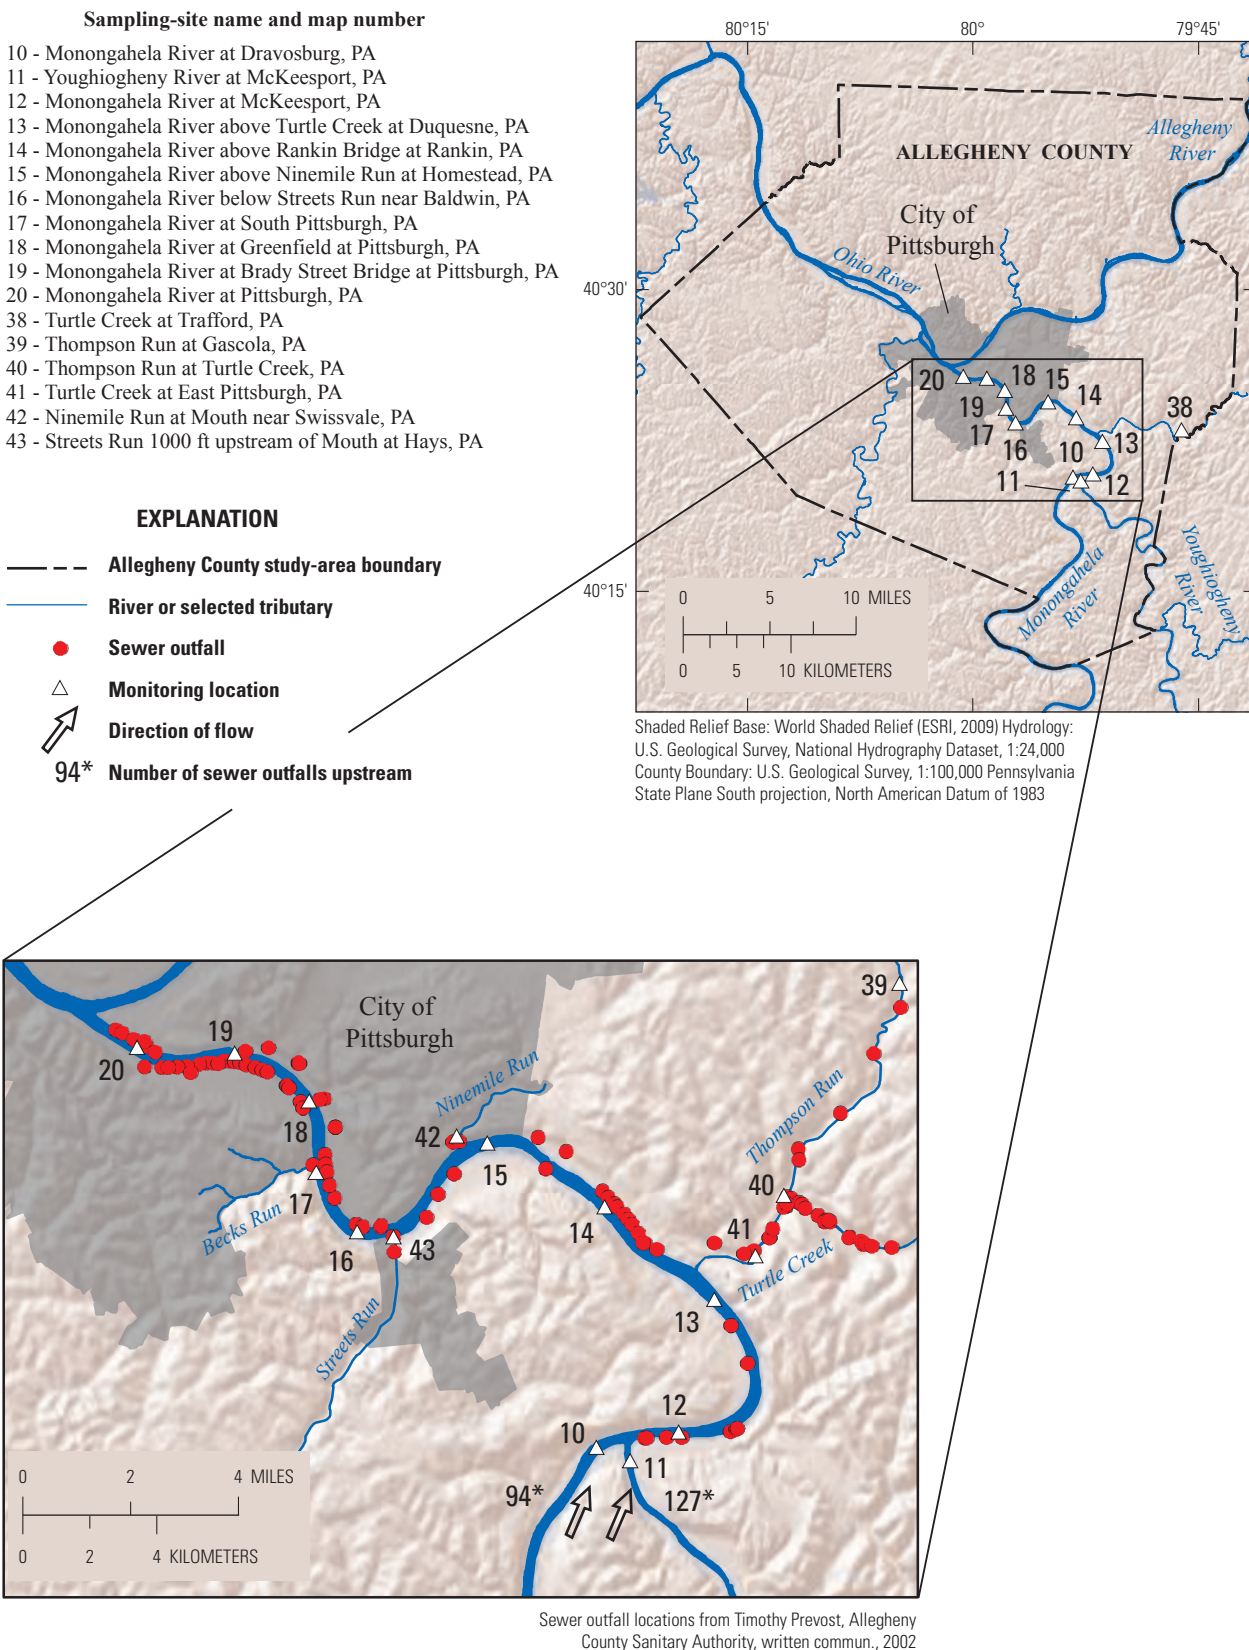 Sampling-site name and map number
10 - Monongahela River at Dravosburg, PA
11 - Youghiogheny River at McKeesport, PA
12 - Monongahela River at McKeesport, PA
13 - Monongahela River above Turtle Creek at Duquesne, PA
14 - Monongahela River above Rankin Bridge at Rankin, PA
15 - Monongahela River above Ninemile Run at Homestead, PA
16 - Monongahela River below Streets Run near Baldwin, PA
17 - Monongahela River at South Pittsburgh, PA
18 - Monongahela River at Greenfield at Pittsburgh, PA
19 - Monongahela River at Brady Street Bridge at Pittsburgh, PA
20 - Monongahela River at Pittsburgh, PA
38 - Turtle Creek at Trafford, PA
39 - Thompson Run at Gascola, PA
40 - Thompson Run at Turtle Creek, PA
41 - Turtle Creek at East Pittsburgh, PA
42 - Ninemile Run at Mouth near Swissvale, PA
43 - Streets Run 1000 ft upstream of Mouth at Hays, PA
EXPLANATION
Allegheny County study-area boundary
River or selected tributary
Sewer outfall
Monitoring location
Direction of flow
94* Number of sewer outfalls upstream
80°15' 80° 79°45'
40°30'
40°15'
ALLEGHENY COUNTY
Allegheny
River
City of
Pittsburgh
Ohio River
20
18
15
14
38
19
17
16
10
13
11
12
Monongahela
River
Youghiogheny
River
0 5 10 MILES
0 5 10 KILOMETERS
Shaded Relief Base: World Shaded Relief (ESRI, 2009) Hydrology:
U.S. Geological Survey, National Hydrography Dataset, 1:24,000
County Boundary: U.S. Geological Survey, 1:100,000 Pennsylvania
State Plane South projection, North American Datum of 1983
39
City of
Pittsburgh
19
20
Ninemile Run
Thompson Run
18
42
15
40
17
14
41
Becks Run
16
43
Turtle Creek
13
Streets Run
12
10
11
94*
127*
0 2 4 MILES
0 2 4 KILOMETERS
Sewer outfall locations from Timothy Prevost, Allegheny
County Sanitary Authority, written commun., 2002